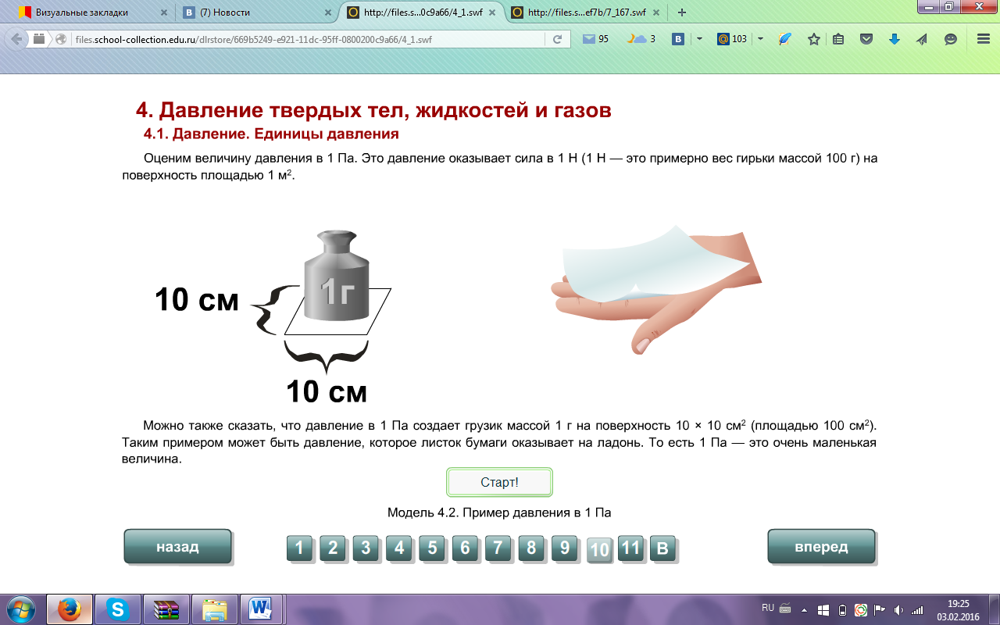 Визуальные закладки
(7) Новости
http://files.s...0c9a66/4_1.swf
http://files.s...ef7b/7_167.swf
files.school-collection.edu.ru/dlrstore/669b5249-e921-11dc-95ff-0800200c9a66/4_1.swf
95
3
103
4. Давление твердых тел, жидкостей и газов
4.1. Давление. Единицы давления
Оценим величину давления в 1 Па. Это давление оказывает сила в 1 Н (1 Н — это примерно вес гирьки массой 100 г) на
поверхность площадью 1 м².
1г
10 см
10 см
Можно также сказать, что давление в 1 Па создает грузик массой 1 г на поверхность 10 × 10 см² (площадью 100 см²).
Таким примером может быть давление, которое листок бумаги оказывает на ладонь. То есть 1 Па — это очень маленькая
величина.
Старт!
Модель 4.2. Пример давления в 1 Па
назад 1 2 3 4 5 6 7 8 9 10 11 В вперед
RU
19:25
03.02.2016